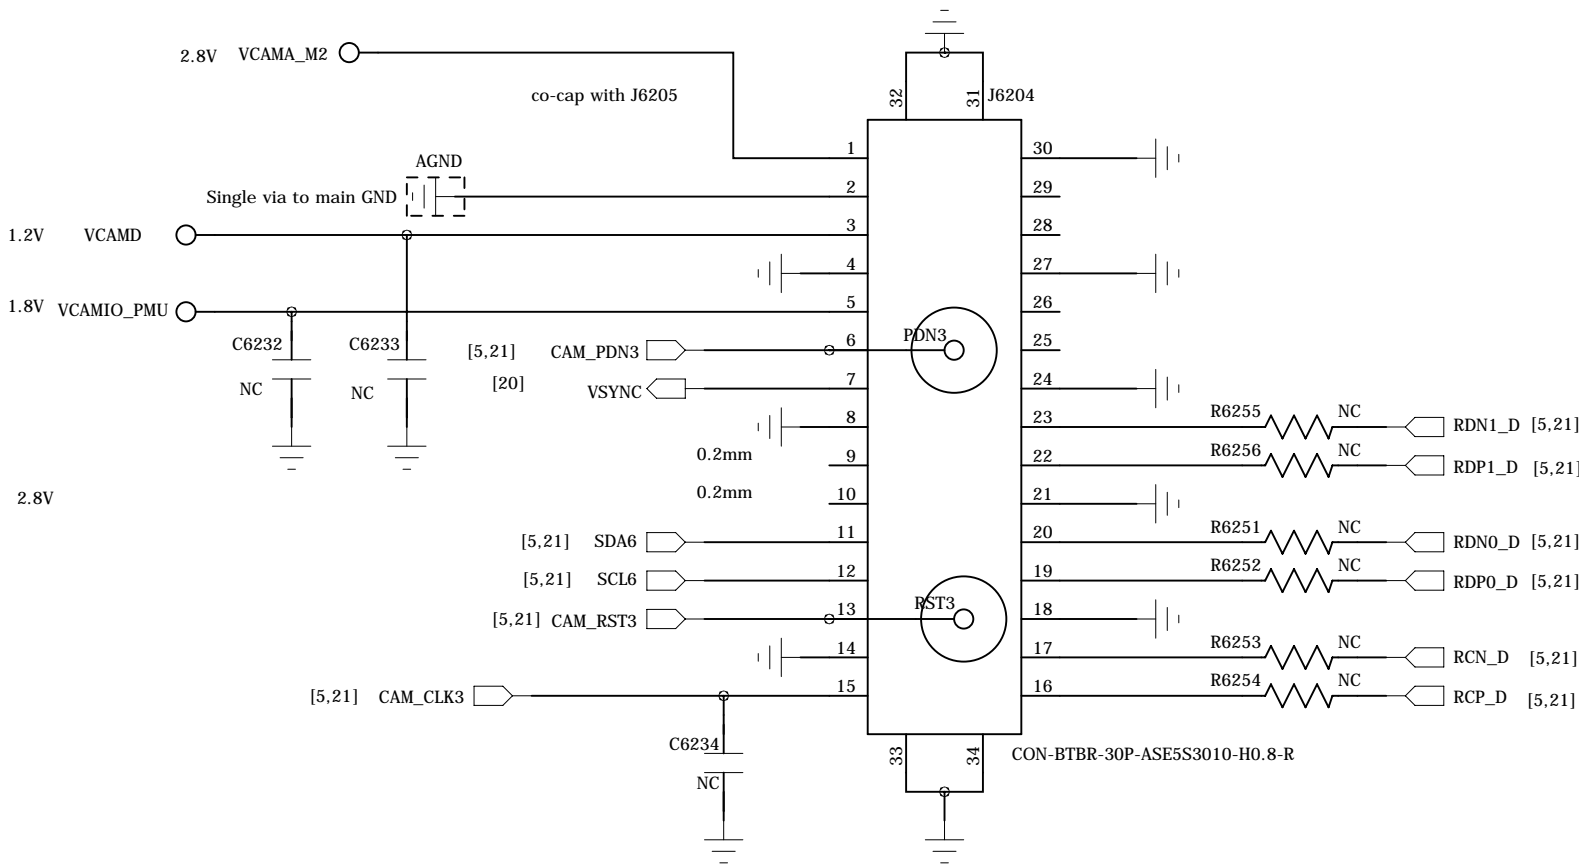 2.8V VCAMA_M2
co-cap with J6205
32 31 J6204
1 30
AGND
Single via to main GND 2 29
1.2V VCAMD 3 28
4 27
1.8V VCAMIO_PMU 5 26
C6232 C6233 [5,21] CAM_PDN3 6 PDN3 25
NC NC [20] VSYNC 7 24
8 23 R6255 NC RDN1_D [5,21]
0.2mm 9 22 R6256 NC RDP1_D [5,21]
2.8V 0.2mm 10 21
[5,21] SDA6 11 20 R6251 NC RDN0_D [5,21]
[5,21] SCL6 12 19 R6252 NC RDP0_D [5,21]
[5,21] CAM_RST3 13 RST3 18
14 17 R6253 NC RCN_D [5,21]
[5,21] CAM_CLK3 15 16 R6254 NC RCP_D [5,21]
C6234 33 34 CON-BTBR-30P-ASE5S3010-H0.8-R
NC